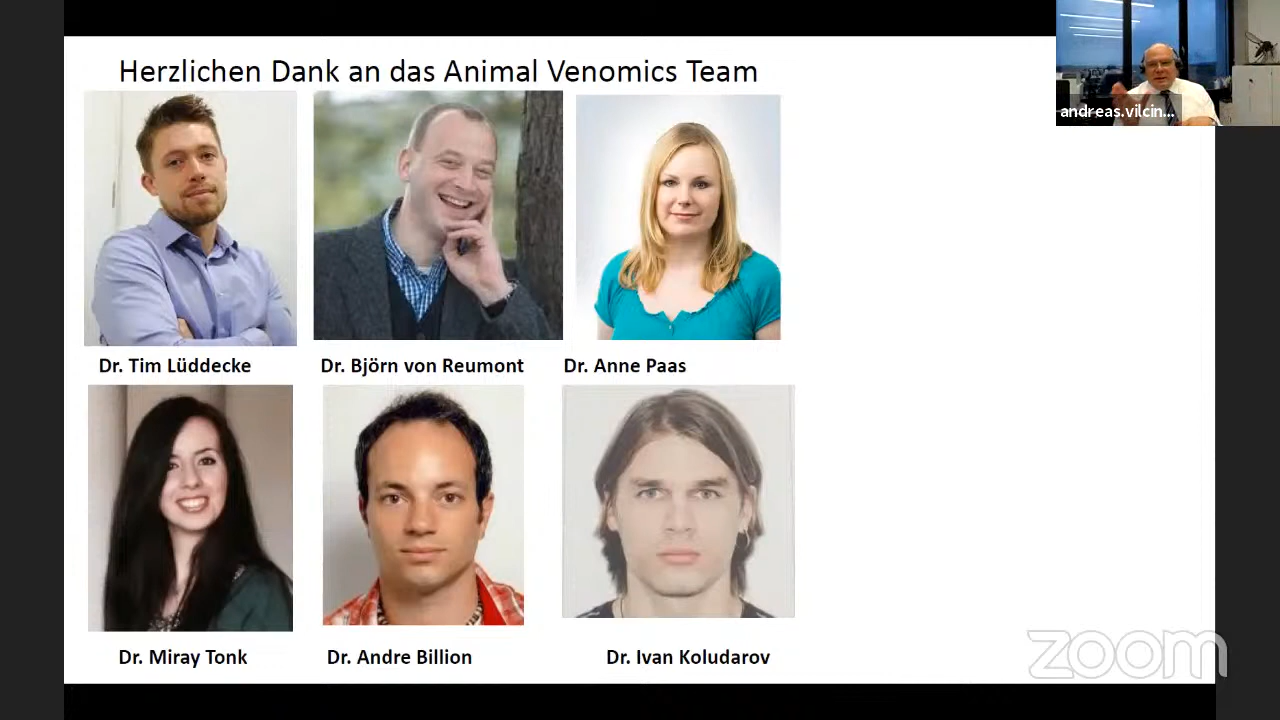 Herzlichen Dank an das Animal Venomics Team
andreas.vilcin...
Dr. Tim Lüddecke
Dr. Björn von Reumont
Dr. Anne Paas
Dr. Miray Tonk
Dr. Andre Billion
Dr. Ivan Koludarov
zoom